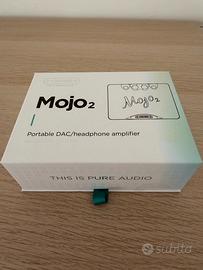 Mojo2
Mojo2
Portable DAC/headphone amplifier
THIS IS PURE AUDIO
subito